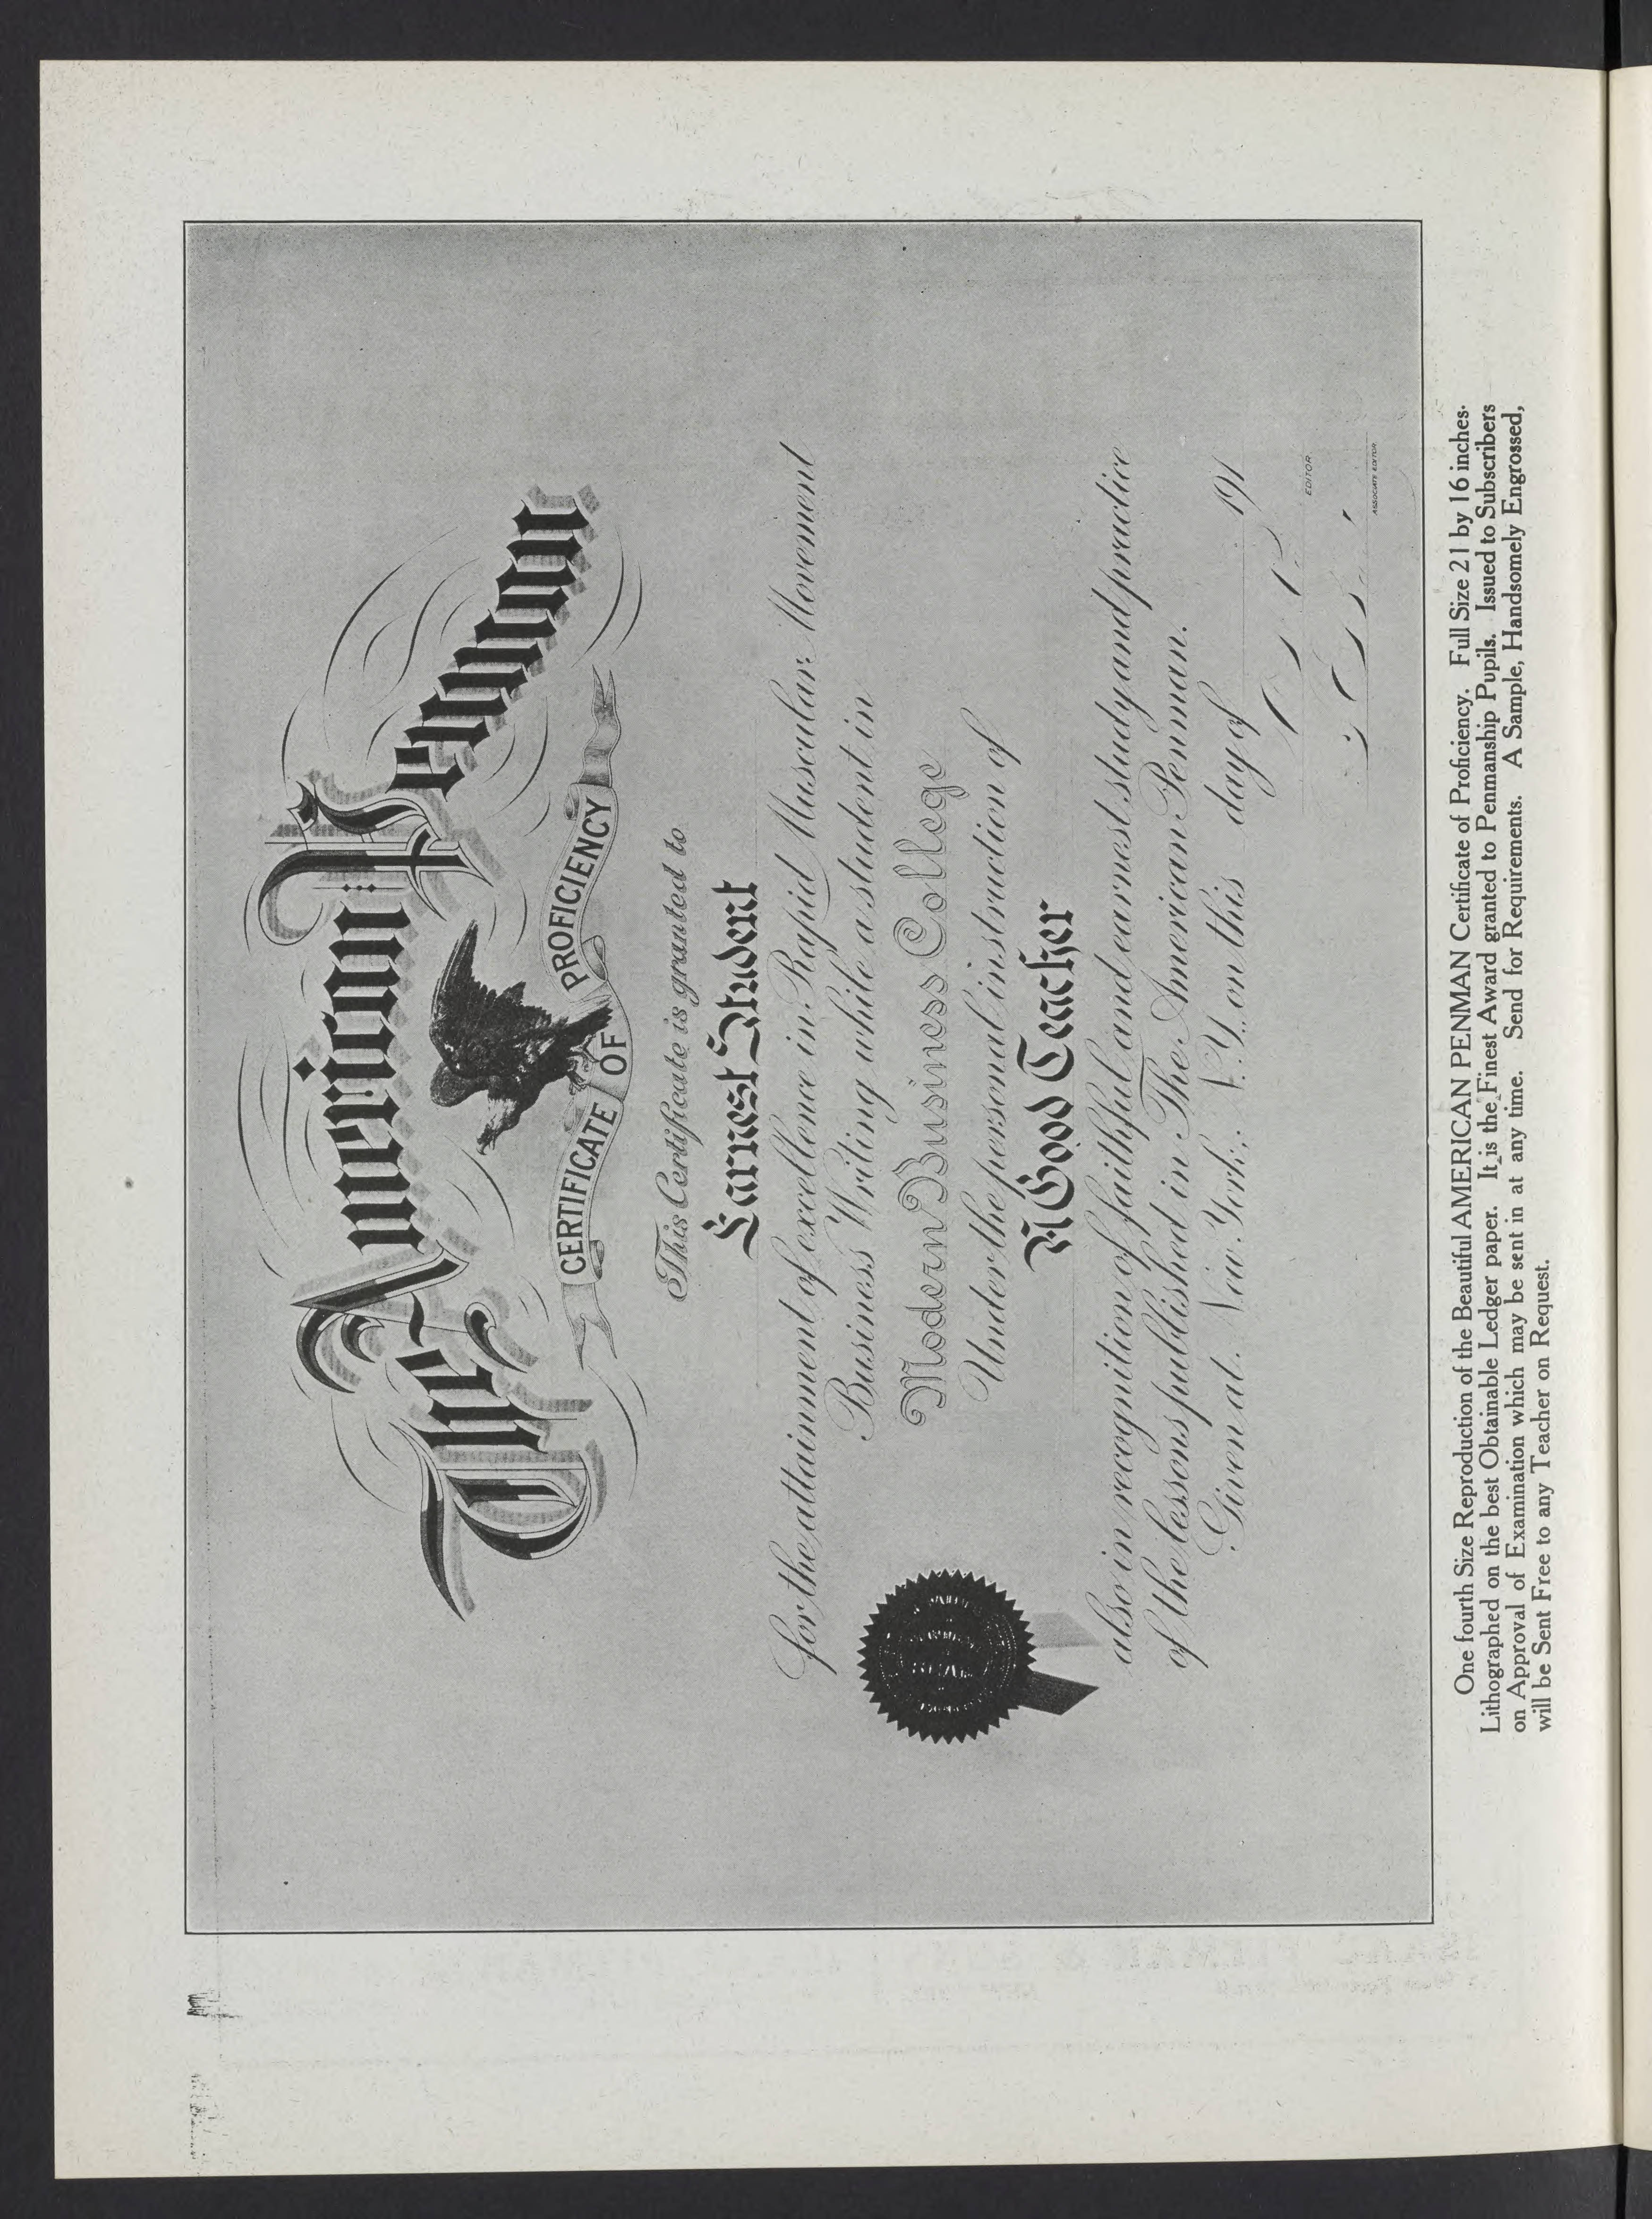 The American Penman
CERTIFICATE OF PROFICIENCY
This Certificate is granted to
Earnest Student
for the attainment of excellence in Rapid Muscular Movement
Business Writing while a student in
Modern Business College
Under the personal instruction of
A Good Teacher
also in recognition of faithful and earnest study and practice
of the lessons published in The American Penman.
Given at New York, N.Y., on this day of 191
EDITOR
ASSOCIATE EDITOR
One fourth Size Reproduction of the Beautiful AMERICAN PENMAN Certificate of Proficiency. Full Size 21 by 16 inches.
Lithographed on the best Obtainable Ledger paper. It is the Finest Award granted to Penmanship Pupils. Issued to Subscribers
on Approval of Examination which may be sent in at any time. Send for Requirements. A Sample, Handsomely Engrossed,
will be Sent Free to any Teacher on Request.